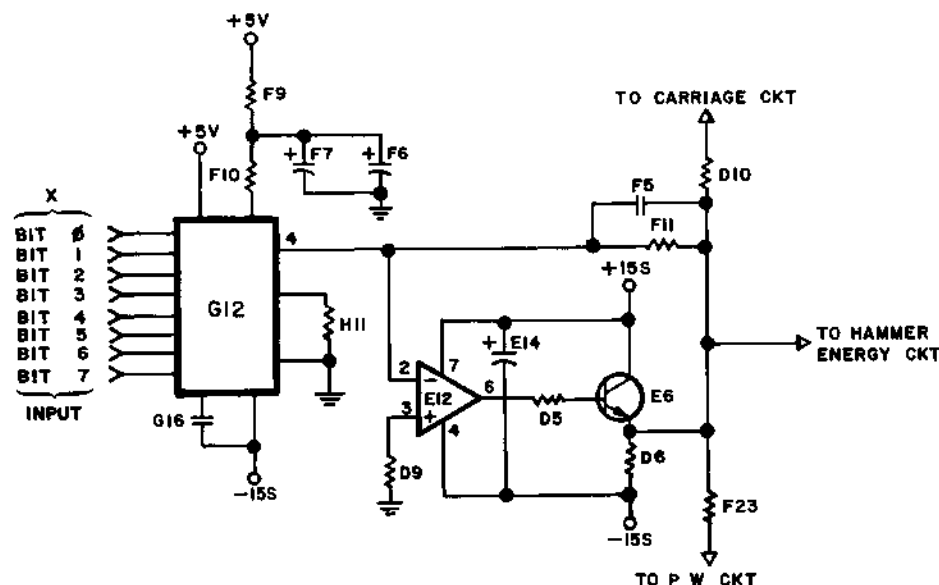 +5V
F9
+5V
F10
+ F7
+ F6
TO CARRIAGE CKT
D10
F5
F11
X
BIT 0
BIT 1
BIT 2
BIT 3
BIT 4
BIT 5
BIT 6
BIT 7
INPUT
G12
4
H11
G16
-15S
+15S
TO HAMMER
ENERGY CKT
+ E14
2 -
7
E12
6
3 +
4
D5
E6
D9
D6
F23
-15S
TO P W CKT